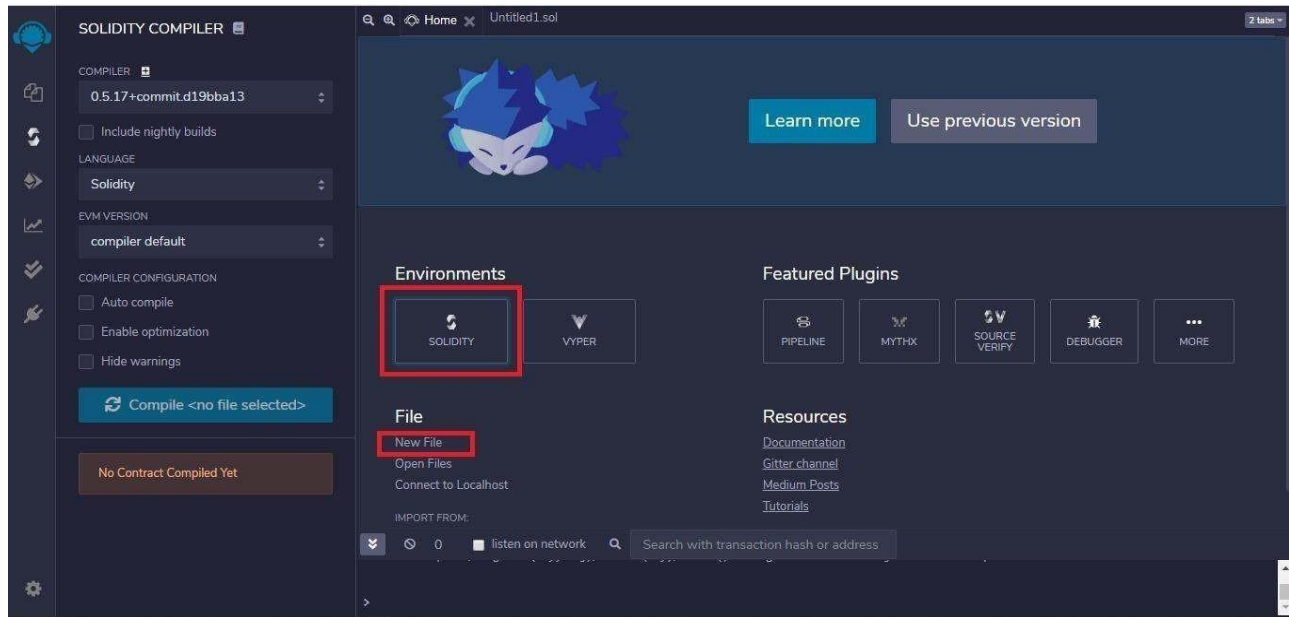 SOLIDITY COMPILER
COMPILER
0.5.17+commit.d19bba13
Include nightly builds
LANGUAGE
Solidity
EVM VERSION
compiler default
COMPILER CONFIGURATION
Auto compile
Enable optimization
Hide warnings
Compile <no file selected>
No Contract Compiled Yet
Home
Untitled1.sol
2 tabs
Learn more
Use previous version
Environments
SOLIDITY
VYPER
Featured Plugins
PIPELINE
MYTHX
SOURCE
VERIFY
DEBUGGER
MORE
File
New File
Open Files
Connect to Localhost
IMPORT FROM:
Resources
Documentation
Gitter channel
Medium Posts
Tutorials
0
listen on network
Search with transaction hash or address
>